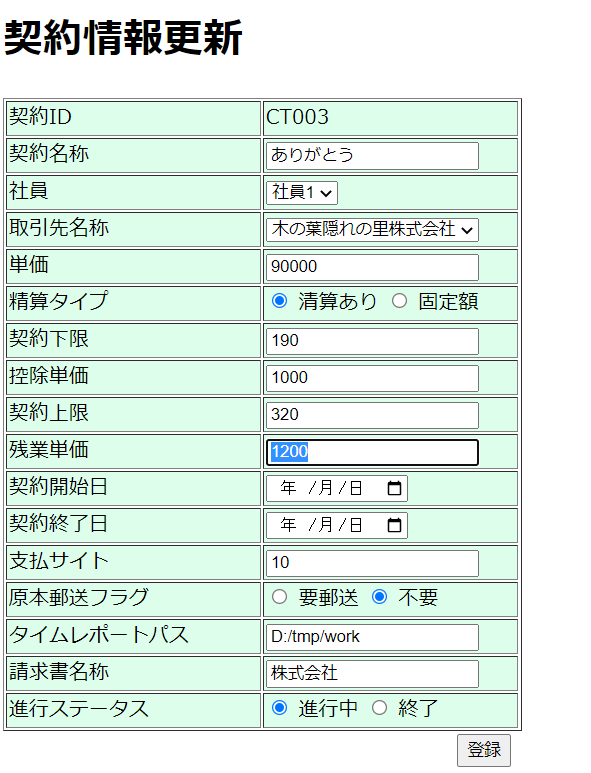 契約情報更新
契約ID CT003
契約名称 ありがとう
社員 社員1
取引先名称 木の葉隠れの里株式会社
単価 90000
精算タイプ 清算あり 固定額
契約下限 190
控除単価 1000
契約上限 320
残業単価 1200
契約開始日 年 /月/日
契約終了日 年 /月/日
支払サイト 10
原本郵送フラグ 要郵送 不要
タイムレポートパス D:/tmp/work
請求書名称 株式会社
進行ステータス 進行中 終了
登録